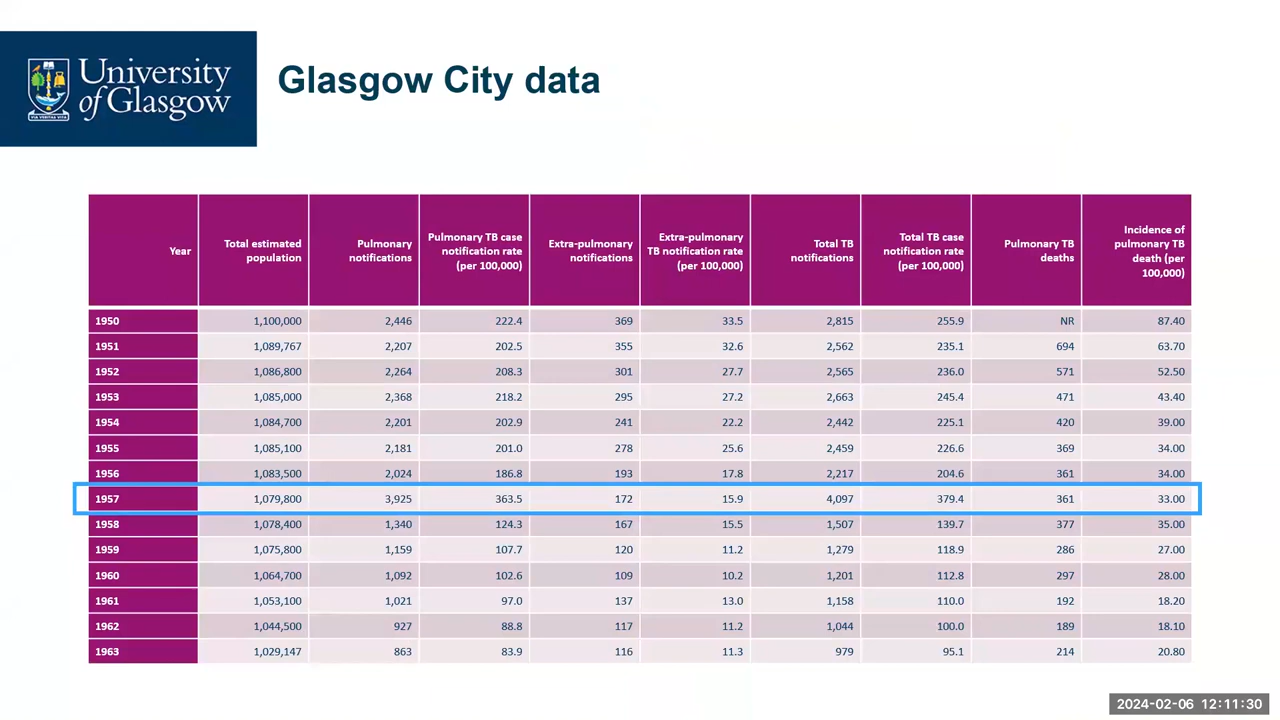 University
of Glasgow
VIA VERITAS VITA
Glasgow City data
Year Total estimated population Pulmonary notifications Pulmonary TB case notification rate (per 100,000) Extra-pulmonary notifications Extra-pulmonary TB notification rate (per 100,000) Total TB notifications Total TB case notification rate (per 100,000) Pulmonary TB deaths Incidence of pulmonary TB death (per 100,000)
1950 1,100,000 2,446 222.4 369 33.5 2,815 255.9 NR 87.40
1951 1,089,767 2,207 202.5 355 32.6 2,562 235.1 694 63.70
1952 1,086,800 2,264 208.3 301 27.7 2,565 236.0 571 52.50
1953 1,085,000 2,368 218.2 295 27.2 2,663 245.4 471 43.40
1954 1,084,700 2,201 202.9 241 22.2 2,442 225.1 420 39.00
1955 1,085,100 2,181 201.0 278 25.6 2,459 226.6 369 34.00
1956 1,083,500 2,024 186.8 193 17.8 2,217 204.6 361 34.00
1957 1,079,800 3,925 363.5 172 15.9 4,097 379.4 361 33.00
1958 1,078,400 1,340 124.3 167 15.5 1,507 139.7 377 35.00
1959 1,075,800 1,159 107.7 120 11.2 1,279 118.9 286 27.00
1960 1,064,700 1,092 102.6 109 10.2 1,201 112.8 297 28.00
1961 1,053,100 1,021 97.0 137 13.0 1,158 110.0 192 18.20
1962 1,044,500 927 88.8 117 11.2 1,044 100.0 189 18.10
1963 1,029,147 863 83.9 116 11.3 979 95.1 214 20.80
2024-02-06 12:11:30